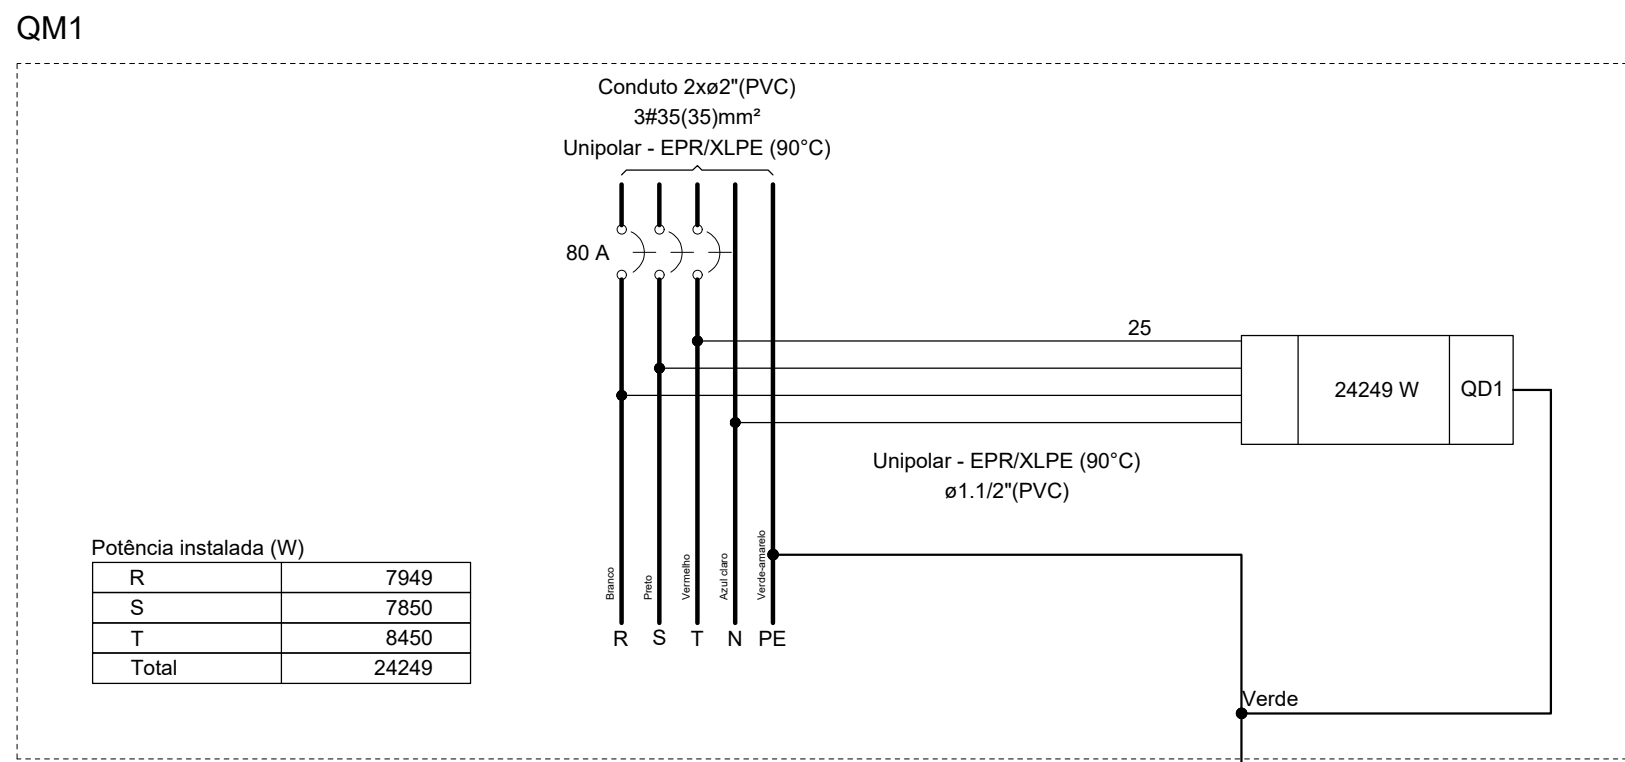 QM1
Conduto 2xø2"(PVC)
3#35(35)mm²
Unipolar - EPR/XLPE (90°C)
80 A
25
24249 W
QD1
Unipolar - EPR/XLPE (90°C)
ø1.1/2"(PVC)
Branco
Preto
Vermelho
Azul claro
Verde-amarelo
R S T N PE
Potência instalada (W)
R 7949
S 7850
T 8450
Total 24249
Verde